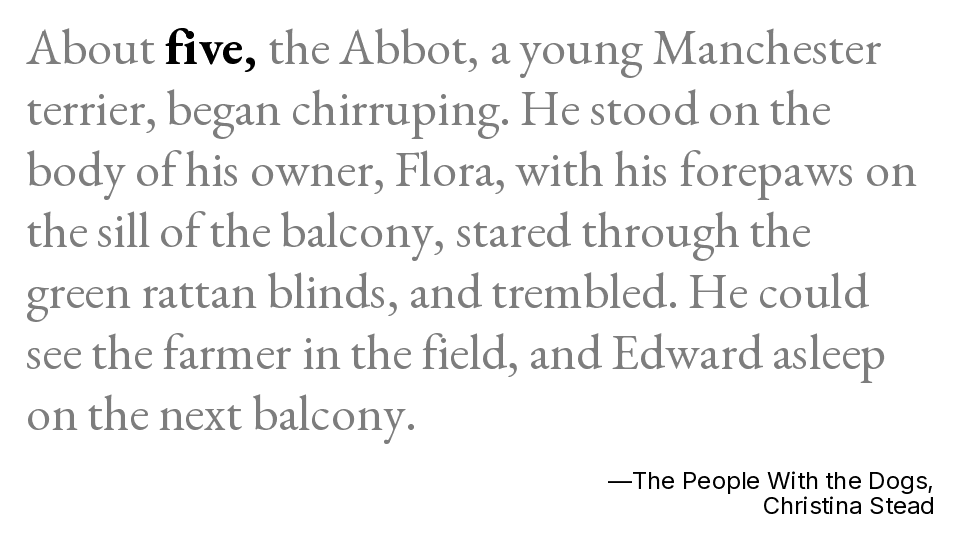 About five, the Abbot, a young Manchester
terrier, began chirruping. He stood on the
body of his owner, Flora, with his forepaws on
the sill of the balcony, stared through the
green rattan blinds, and trembled. He could
see the farmer in the field, and Edward asleep
on the next balcony.
—The People With the Dogs,
Christina Stead